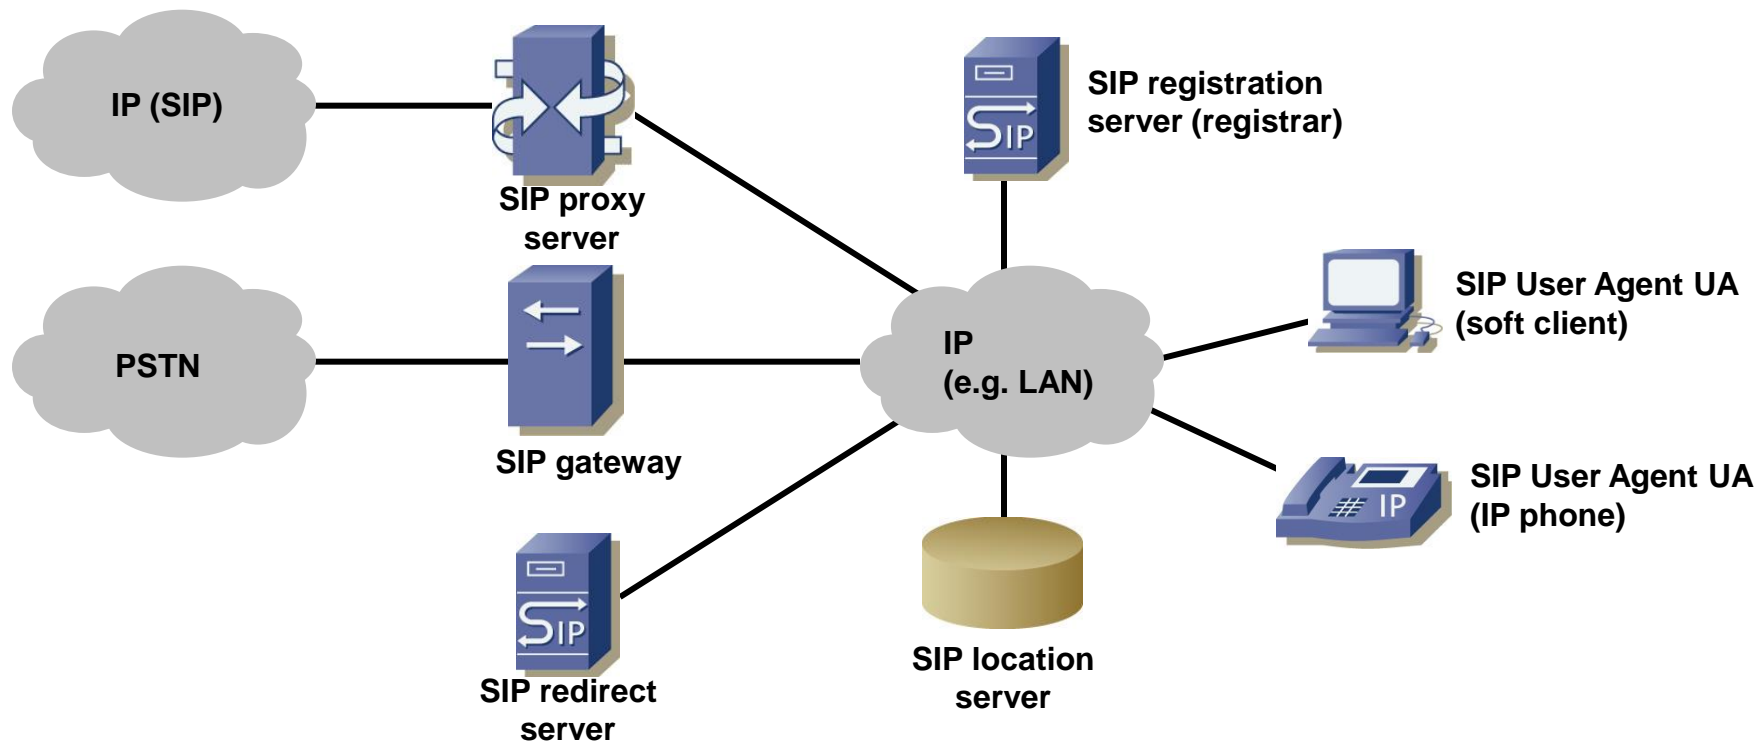 IP (SIP)
SIP proxy
server
SIP
SIP registration
server (registrar)
PSTN
SIP gateway
IP
(e.g. LAN)
SIP User Agent UA
(soft client)
IP
SIP User Agent UA
(IP phone)
SIP
SIP redirect
server
SIP location
server